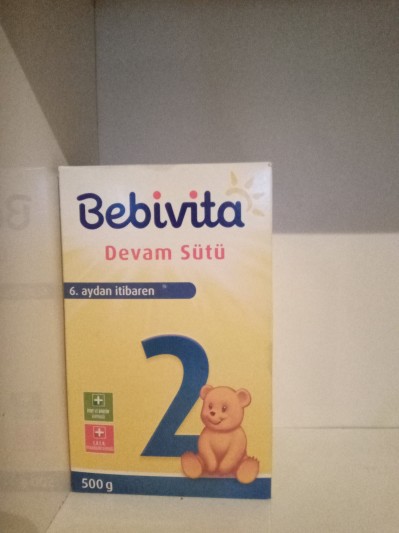 Bebivita
Devam Sütü
6. aydan itibaren
2
500 g